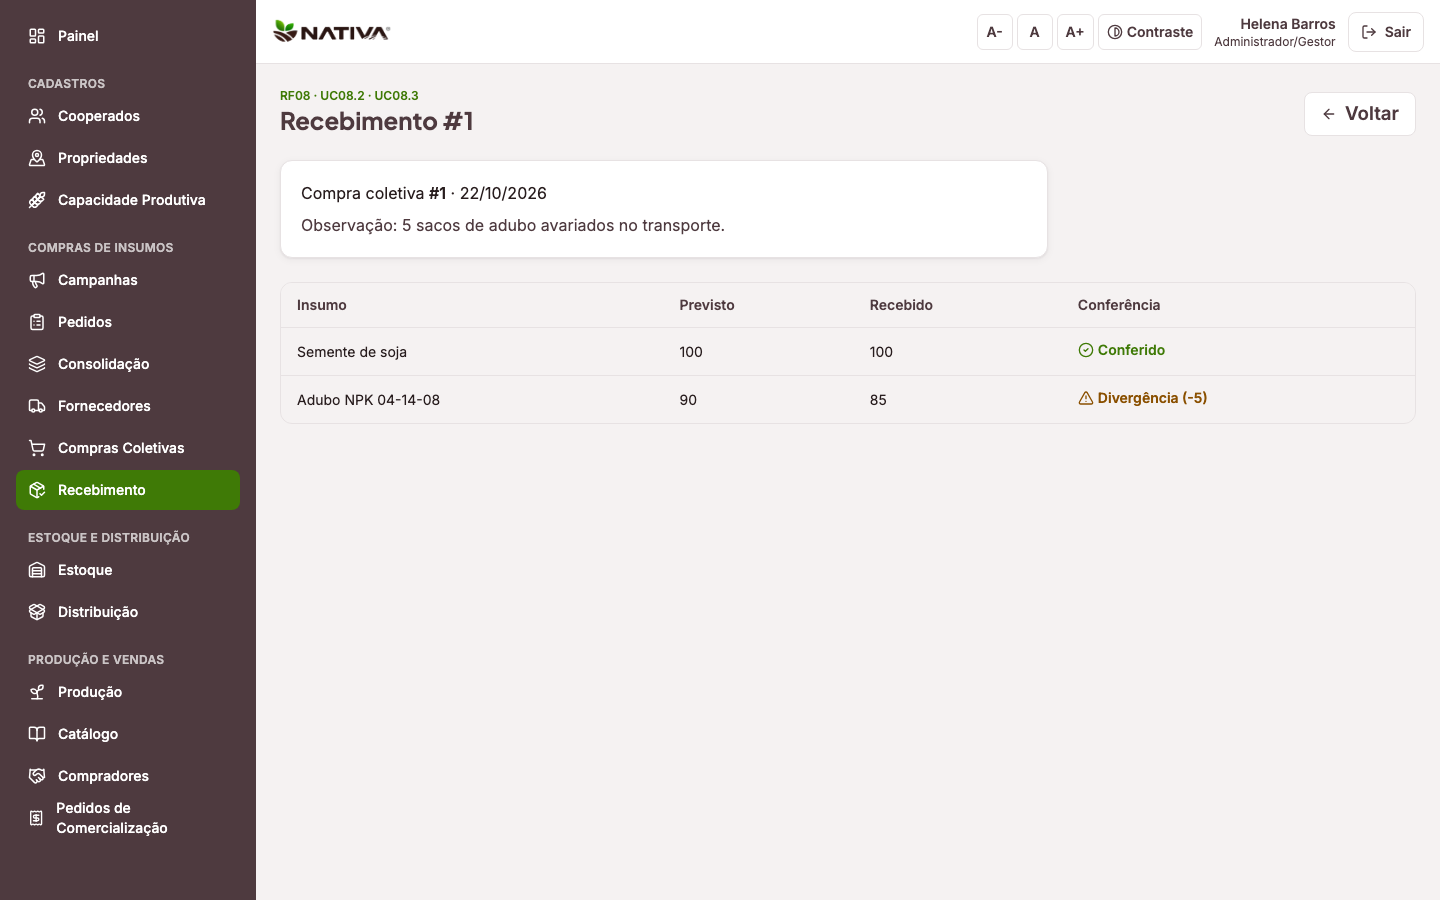 Painel
CADASTROS
Cooperados
Propriedades
Capacidade Produtiva
COMPRAS DE INSUMOS
Campanhas
Pedidos
Consolidação
Fornecedores
Compras Coletivas
Recebimento
ESTOQUE E DISTRIBUIÇÃO
Estoque
Distribuição
PRODUÇÃO E VENDAS
Produção
Catálogo
Compradores
Pedidos de
Comercialização
NATIVA
A- A A+ Contraste
Helena Barros
Administrador/Gestor
Sair
RF08 · UC08.2 · UC08.3
Recebimento #1
Voltar
Compra coletiva #1 · 22/10/2026
Observação: 5 sacos de adubo avariados no transporte.
Insumo Previsto Recebido Conferência
Semente de soja 100 100 Conferido
Adubo NPK 04-14-08 90 85 Divergência (-5)